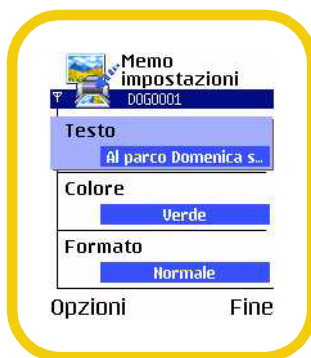 Memo
impostazioni
DOG0001
Testo
Al parco Domenica s...
Colore
Verde
Formato
Normale
Opzioni Fine